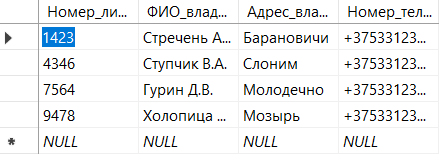 Номер_ли... ФИО_влад... Адрес_вла... Номер_тел...
1423 Стречень А... Барановичи +37533123...
4346 Ступчик В.А. Слоним +37533123...
7564 Гурин Д.В. Молодечно +37533123...
9478 Холопица ... Мозырь +37533123...
NULL NULL NULL NULL